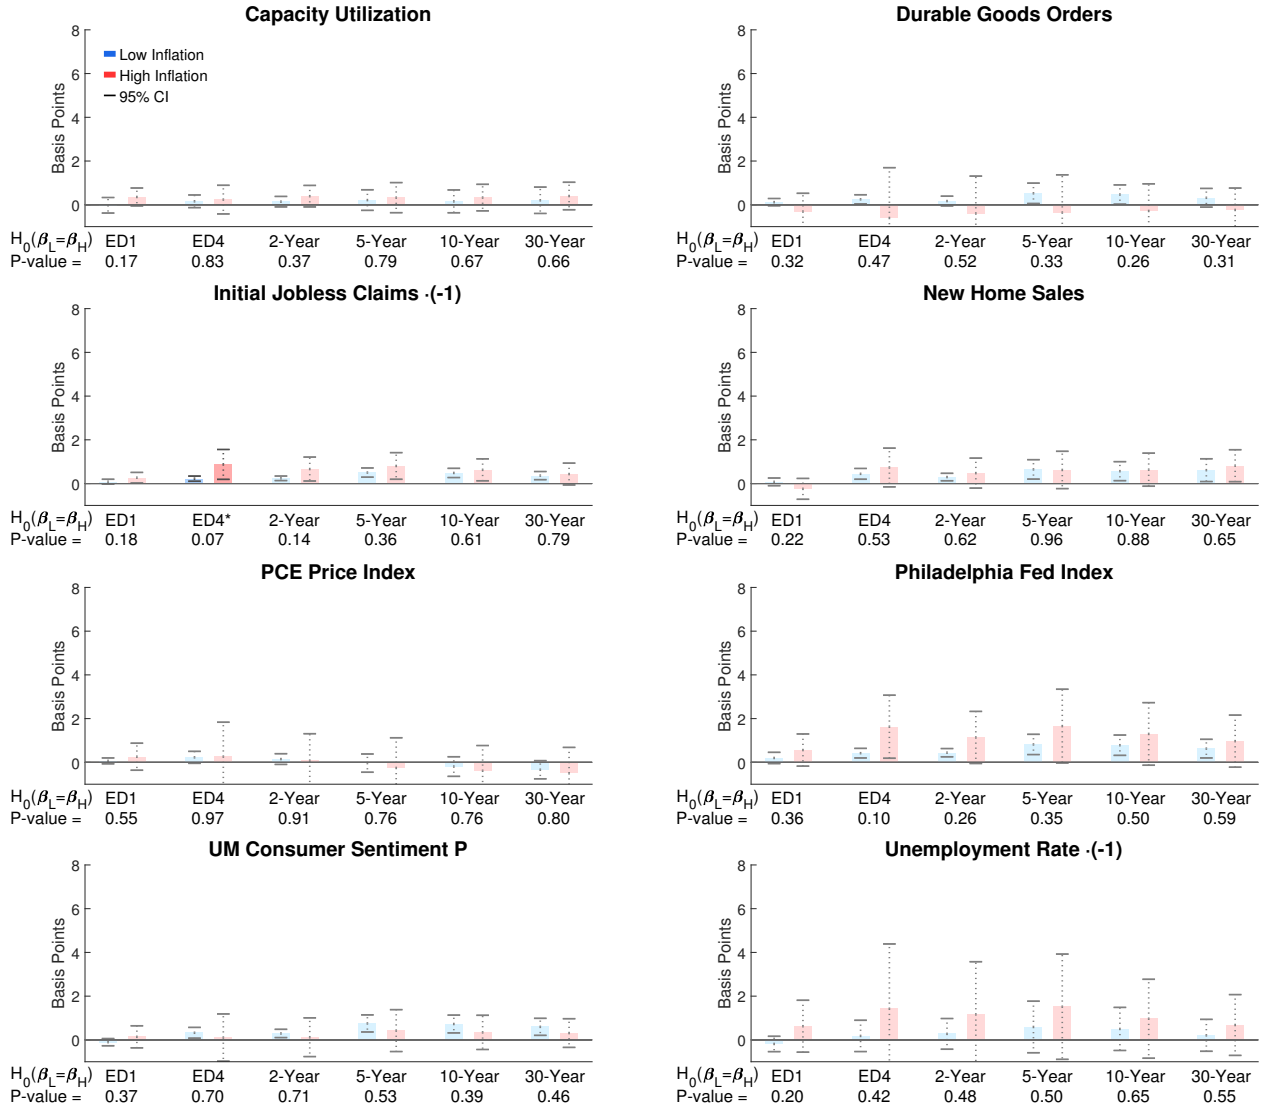 Capacity Utilization
8
6
4
2
0
Basis Points
Low Inflation
High Inflation
95% CI
H0(βL=βH) ED1 ED4 2-Year 5-Year 10-Year 30-Year
P-value = 0.17 0.83 0.37 0.79 0.67 0.66
Durable Goods Orders
8
6
4
2
0
Basis Points
H0(βL=βH) ED1 ED4 2-Year 5-Year 10-Year 30-Year
P-value = 0.32 0.47 0.52 0.33 0.26 0.31
Initial Jobless Claims ·(-1)
8
6
4
2
0
Basis Points
H0(βL=βH) ED1 ED4* 2-Year 5-Year 10-Year 30-Year
P-value = 0.18 0.07 0.14 0.36 0.61 0.79
New Home Sales
8
6
4
2
0
Basis Points
H0(βL=βH) ED1 ED4 2-Year 5-Year 10-Year 30-Year
P-value = 0.22 0.53 0.62 0.96 0.88 0.65
PCE Price Index
8
6
4
2
0
Basis Points
H0(βL=βH) ED1 ED4 2-Year 5-Year 10-Year 30-Year
P-value = 0.55 0.97 0.91 0.76 0.76 0.80
Philadelphia Fed Index
8
6
4
2
0
Basis Points
H0(βL=βH) ED1 ED4 2-Year 5-Year 10-Year 30-Year
P-value = 0.36 0.10 0.26 0.35 0.50 0.59
UM Consumer Sentiment P
8
6
4
2
0
Basis Points
H0(βL=βH) ED1 ED4 2-Year 5-Year 10-Year 30-Year
P-value = 0.37 0.70 0.71 0.53 0.39 0.46
Unemployment Rate ·(-1)
8
6
4
2
0
Basis Points
H0(βL=βH) ED1 ED4 2-Year 5-Year 10-Year 30-Year
P-value = 0.20 0.42 0.48 0.50 0.65 0.55